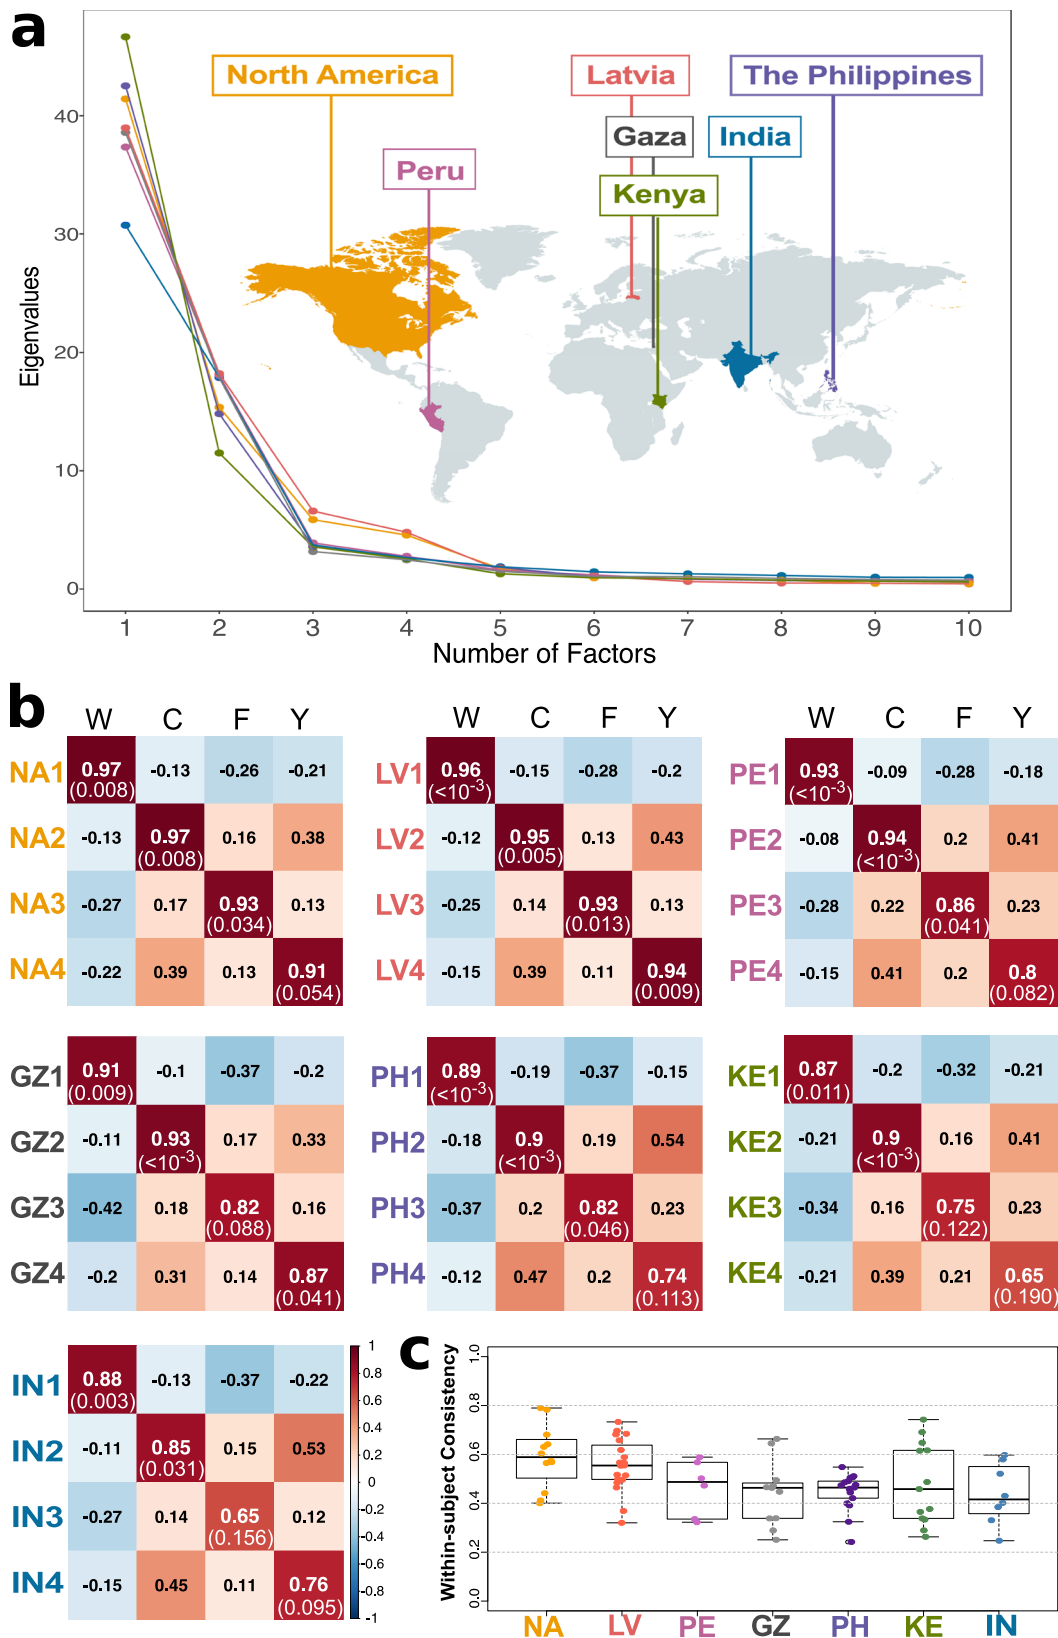 a
North America
Latvia
The Philippines
Gaza
India
Peru
Kenya
Eigenvalues
40
30
20
10
0
1 2 3 4 5 6 7 8 9 10
Number of Factors
b
W C F Y
W C F Y
W C F Y
NA1 0.97 (0.008) -0.13 -0.26 -0.21
NA2 -0.13 0.97 (0.008) 0.16 0.38
NA3 -0.27 0.17 0.93 (0.034) 0.13
NA4 -0.22 0.39 0.13 0.91 (0.054)
LV1 0.96 (<10⁻³) -0.15 -0.28 -0.2
LV2 -0.12 0.95 (0.005) 0.13 0.43
LV3 -0.25 0.14 0.93 (0.013) 0.13
LV4 -0.15 0.39 0.11 0.94 (0.009)
PE1 0.93 (<10⁻³) -0.09 -0.28 -0.18
PE2 -0.08 0.94 (<10⁻³) 0.2 0.41
PE3 -0.28 0.22 0.86 (0.041) 0.23
PE4 -0.15 0.41 0.2 0.8 (0.082)
GZ1 0.91 (0.009) -0.1 -0.37 -0.2
GZ2 -0.11 0.93 (<10⁻³) 0.17 0.33
GZ3 -0.42 0.18 0.82 (0.088) 0.16
GZ4 -0.2 0.31 0.14 0.87 (0.041)
PH1 0.89 (<10⁻³) -0.19 -0.37 -0.15
PH2 -0.18 0.9 (<10⁻³) 0.19 0.54
PH3 -0.37 0.2 0.82 (0.046) 0.23
PH4 -0.12 0.47 0.2 0.74 (0.113)
KE1 0.87 (0.011) -0.2 -0.32 -0.21
KE2 -0.21 0.9 (<10⁻³) 0.16 0.41
KE3 -0.34 0.16 0.75 (0.122) 0.23
KE4 -0.21 0.39 0.21 0.65 (0.190)
IN1 0.88 (0.003) -0.13 -0.37 -0.22
IN2 -0.11 0.85 (0.031) 0.15 0.53
IN3 -0.27 0.14 0.65 (0.156) 0.12
IN4 -0.15 0.45 0.11 0.76 (0.095)
1
0.8
0.6
0.4
0.2
0
-0.2
-0.4
-0.6
-0.8
-1
c
Within-subject Consistency
1.0
0.8
0.6
0.4
0.2
0.0
NA LV PE GZ PH KE IN